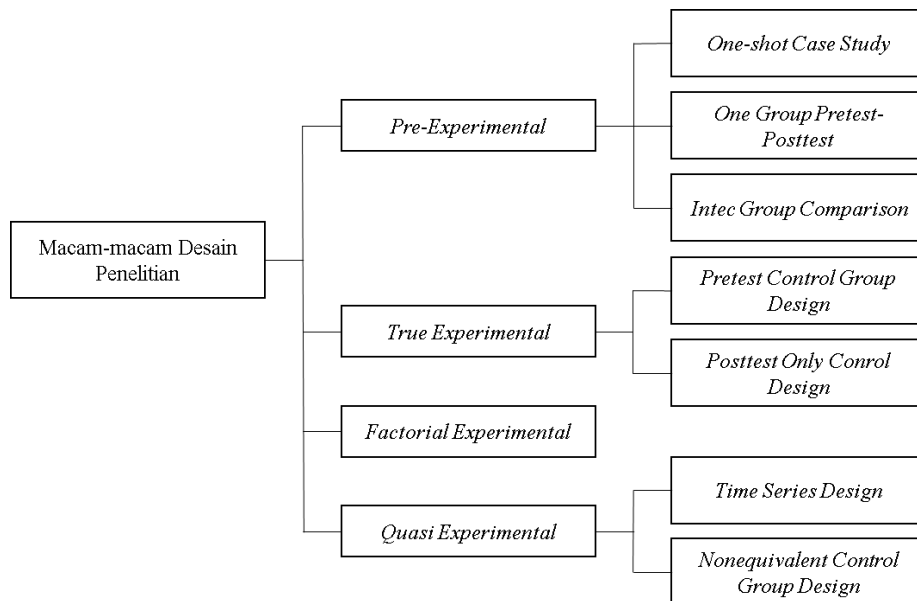 Macam-macam Desain
Penelitian
Pre-Experimental
One-shot Case Study
One Group Pretest-
Posttest
Intec Group Comparison
True Experimental
Pretest Control Group
Design
Posttest Only Conrol
Design
Factorial Experimental
Quasi Experimental
Time Series Design
Nonequivalent Control
Group Design